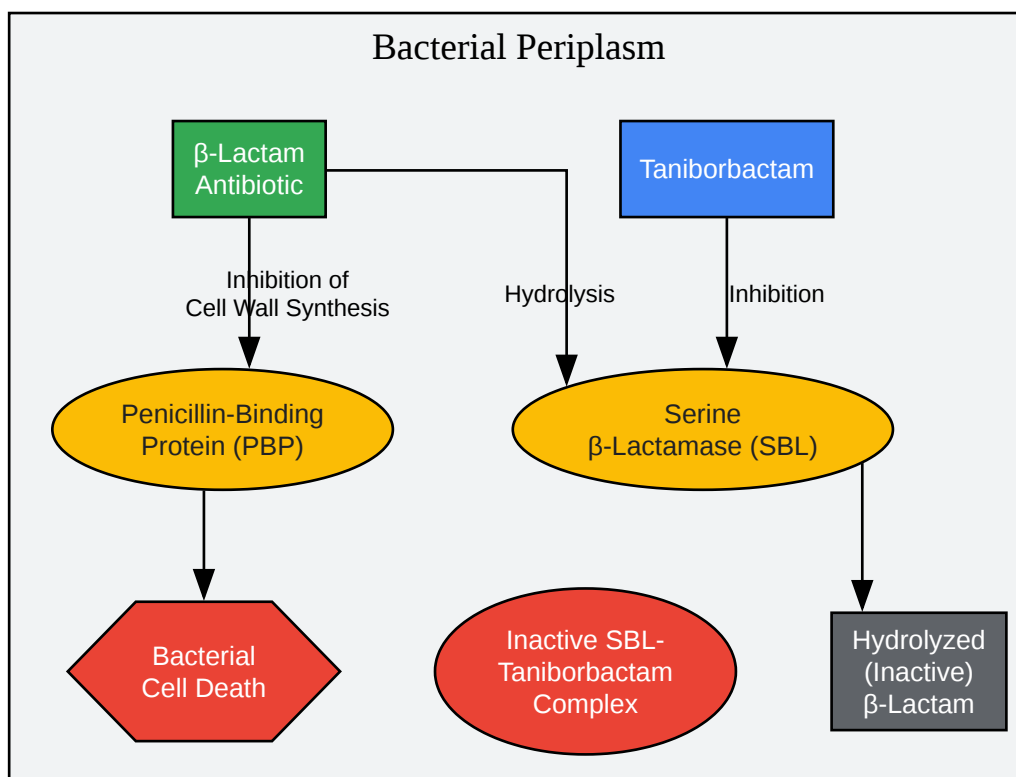 Bacterial Periplasm
β-Lactam
Antibiotic
Taniborbactam
Inhibition of
Cell Wall Synthesis
Hydrolysis
Inhibition
Penicillin-Binding
Protein (PBP)
Serine
β-Lactamase (SBL)
Bacterial
Cell Death
Inactive SBL-
Taniborbactam
Complex
Hydrolyzed
(Inactive)
β-Lactam